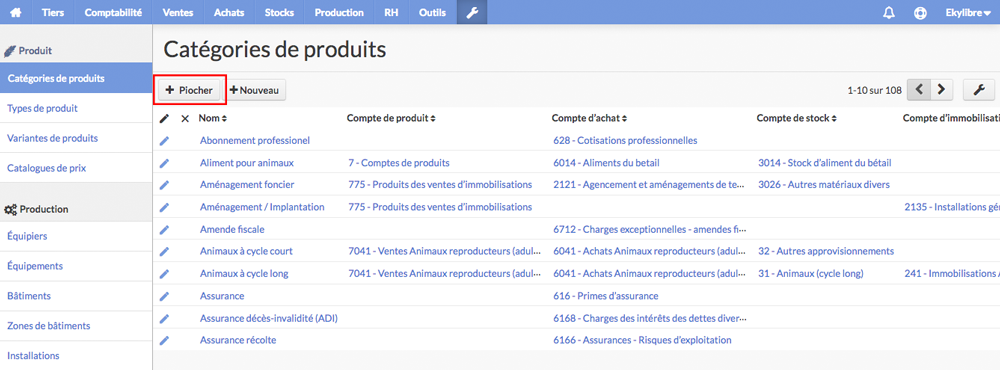 Tiers Comptabilité Ventes Achats Stocks Production RH Outils Ekylibre
Produit
Catégories de produits
Types de produit
Variantes de produits
Catalogues de prix
Production
Équipiers
Équipements
Bâtiments
Zones de bâtiments
Installations
Catégories de produits
+ Piocher + Nouveau 1-10 sur 108
Nom Compte de produit Compte d'achat Compte de stock Compte d'immobilisat
Abonnement professionel 628 - Cotisations professionnelles
Aliment pour animaux 7 - Comptes de produits 6014 - Aliments du betail 3014 - Stock d'aliment du bétail
Aménagement foncier 775 - Produits des ventes d'immobilisations 2121 - Agencement et aménagements de te... 3026 - Autres matériaux divers
Aménagement / Implantation 775 - Produits des ventes d'immobilisations 2135 - Installations gén
Amende fiscale 6712 - Charges exceptionnelles - amendes fi...
Animaux à cycle court 7041 - Ventes Animaux reproducteurs (adul... 6041 - Achats Animaux reproducteurs (adul... 32 - Autres approvisionnements
Animaux à cycle long 7041 - Ventes Animaux reproducteurs (adul... 6041 - Achats Animaux reproducteurs (adul... 31 - Animaux (cycle long) 241 - Immobilisations A
Assurance 616 - Primes d'assurance
Assurance décès-invalidité (ADI) 6168 - Charges des intérêts des dettes diver...
Assurance récolte 6166 - Assurances - Risques d'exploitation